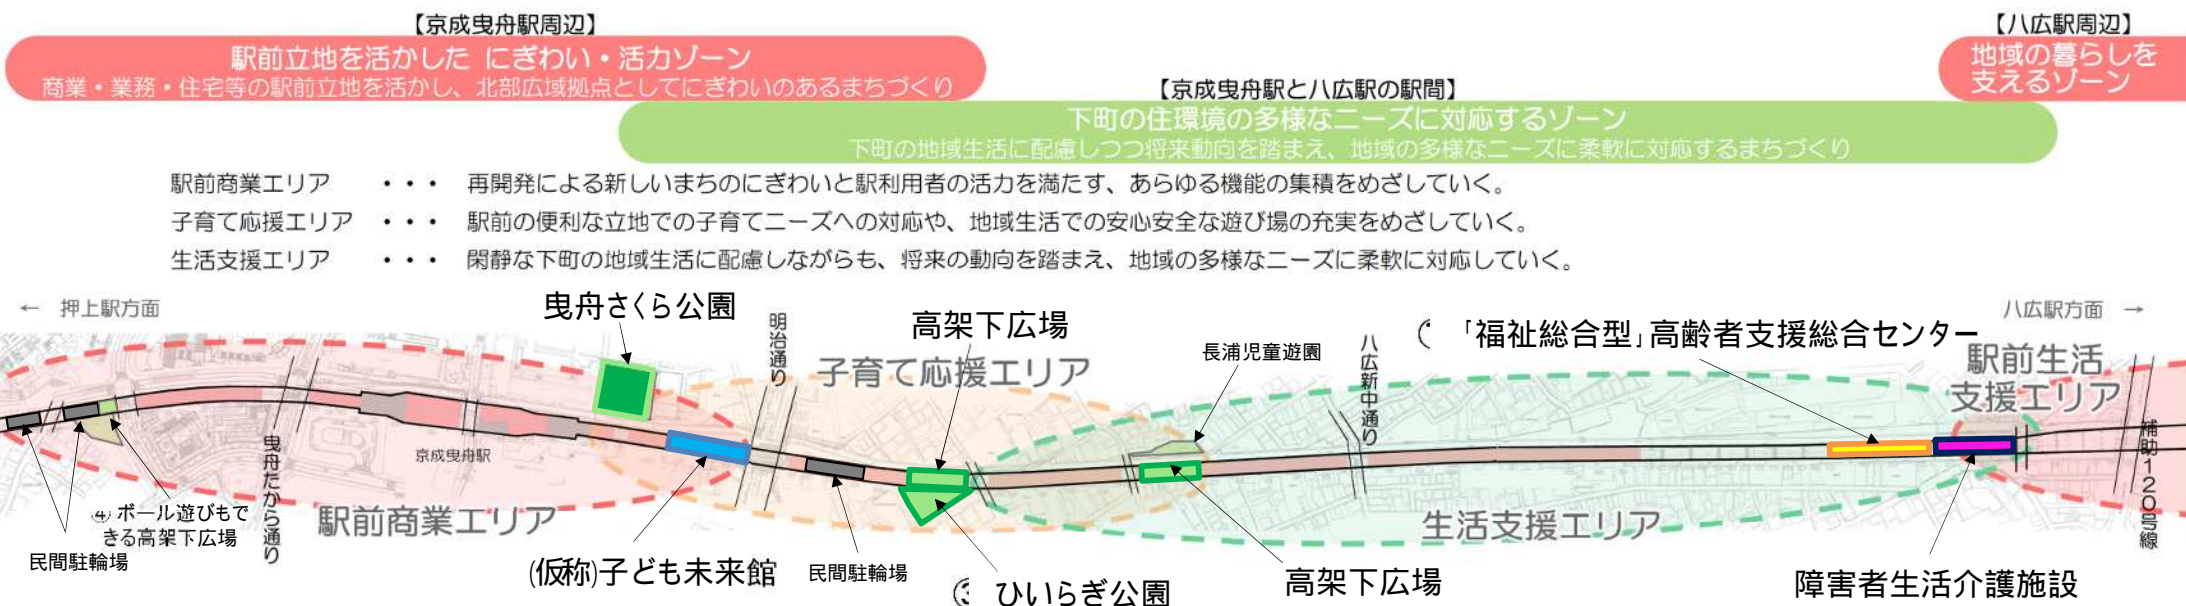 【京成曳舟駅周辺】
駅前立地を活かした にぎわい・活力ゾーン
商業・業務・住宅等の駅前立地を活かし、北部広域拠点としてにぎわいのあるまちづくり
【八広駅周辺】
地域の暮らしを
支えるゾーン
【京成曳舟駅と八広駅の駅間】
下町の住環境の多様なニーズに対応するゾーン
下町の地域生活に配慮しつつ将来動向を踏まえ、地域の多様なニーズに柔軟に対応するまちづくり
駅前商業エリア ・・・ 再開発による新しいまちのにぎわいと駅利用者の活力を満たす、あらゆる機能の集積をめざしていく。
子育て応援エリア ・・・ 駅前の便利な立地での子育てニーズへの対応や、地域生活での安心安全な遊び場の充実をめざしていく。
生活支援エリア ・・・ 閑静な下町の地域生活に配慮しながらも、将来の動向を踏まえ、地域の多様なニーズに柔軟に対応していく。
← 押上駅方面
曳舟さくら公園
明治通り
高架下広場
子育て応援エリア
長浦児童遊園
八広新中通り
「福祉総合型」高齢者支援総合センター
八広駅方面 →
駅前生活
支援エリア
補助120号線
京成曳舟駅
曳舟たから通り
④ ボール遊びもで
きる高架下広場
民間駐輪場
駅前商業エリア
(仮称)子ども未来館
民間駐輪場
③ ひいらぎ公園
高架下広場
生活支援エリア
障害者生活介護施設